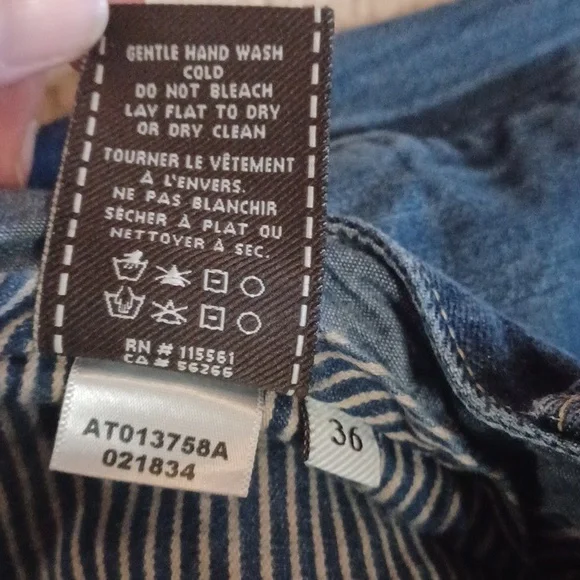 GENTLE HAND WASH
COLD
DO NOT BLEACH
LAY FLAT TO DRY
OR DRY CLEAN
TOURNER LE VÊTEMENT
À L'ENVERS.
NE PAS BLANCHIR
SÉCHER À PLAT OU
NETTOYER À SEC.
RN # 115561
CA # 56266
AT013758A
021834
36